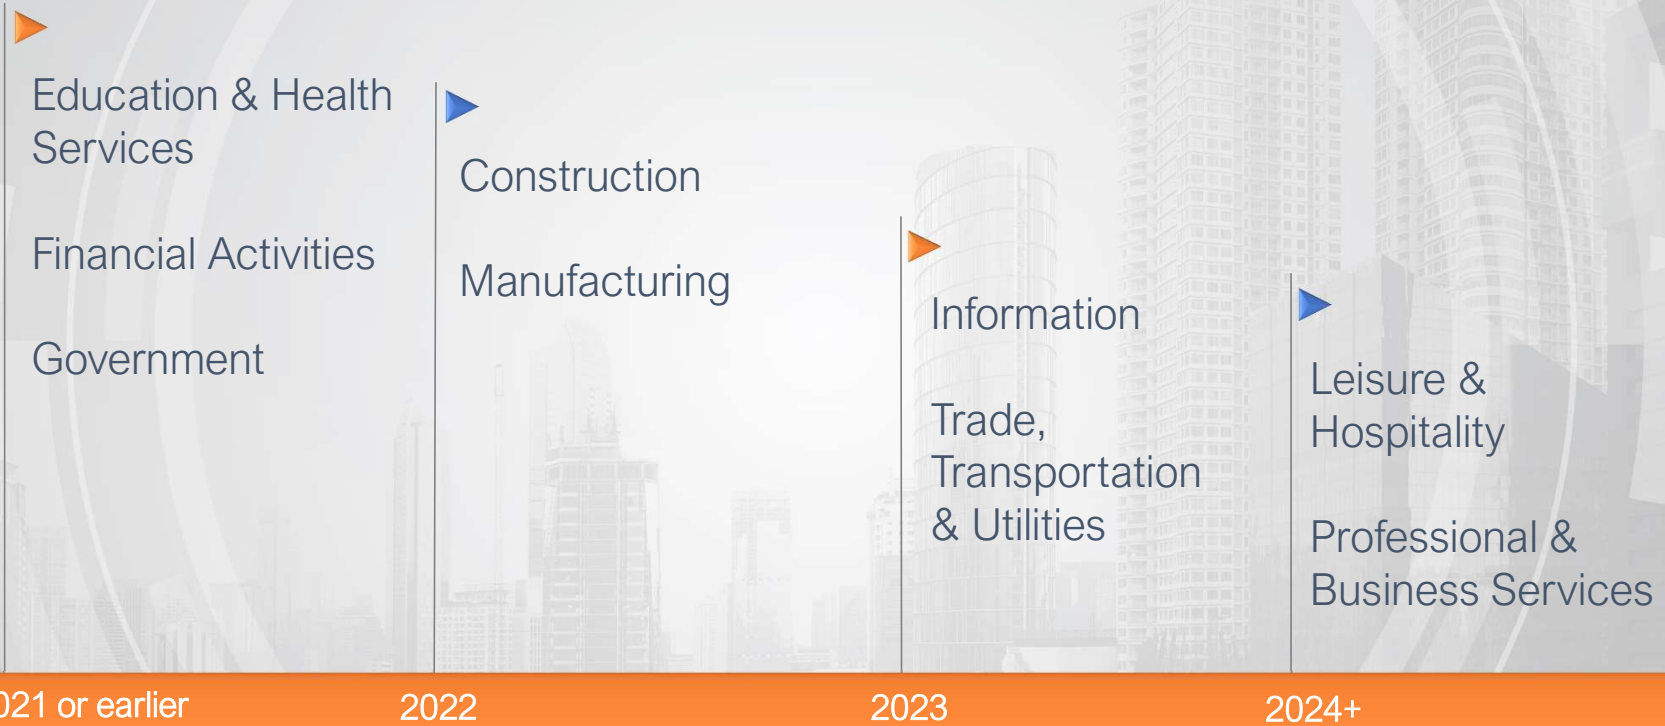 Education & Health
Services
Financial Activities
Government
Construction
Manufacturing
Information
Trade,
Transportation
& Utilities
Leisure &
Hospitality
Professional &
Business Services
021 or earlier
2022
2023
2024+